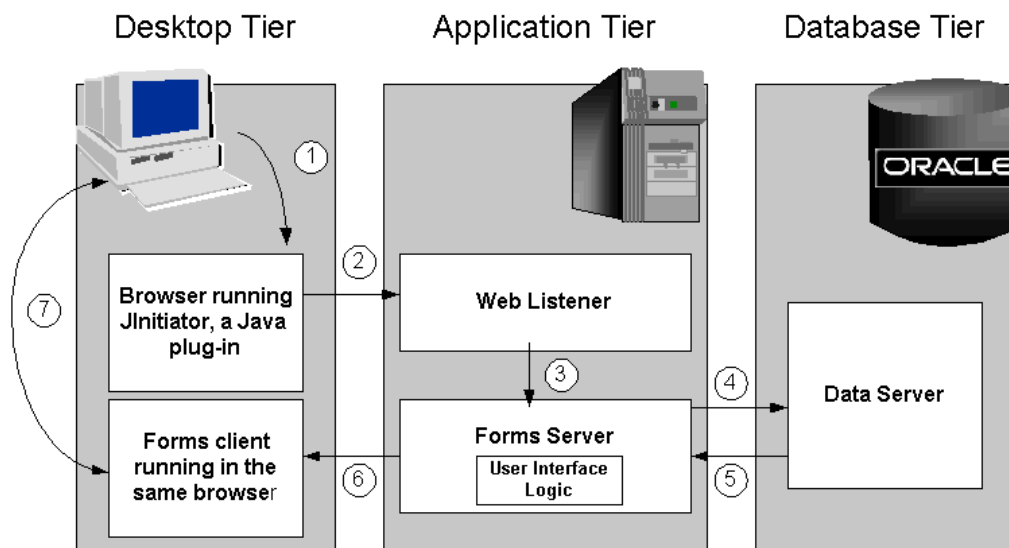 Desktop Tier
Application Tier
Database Tier
ORACLE
1
2
Browser running
JInitiator, a Java
plug-in
Web Listener
7
3
4
Data Server
Forms client
running in the
same browser
6
Forms Server
User Interface
Logic
5